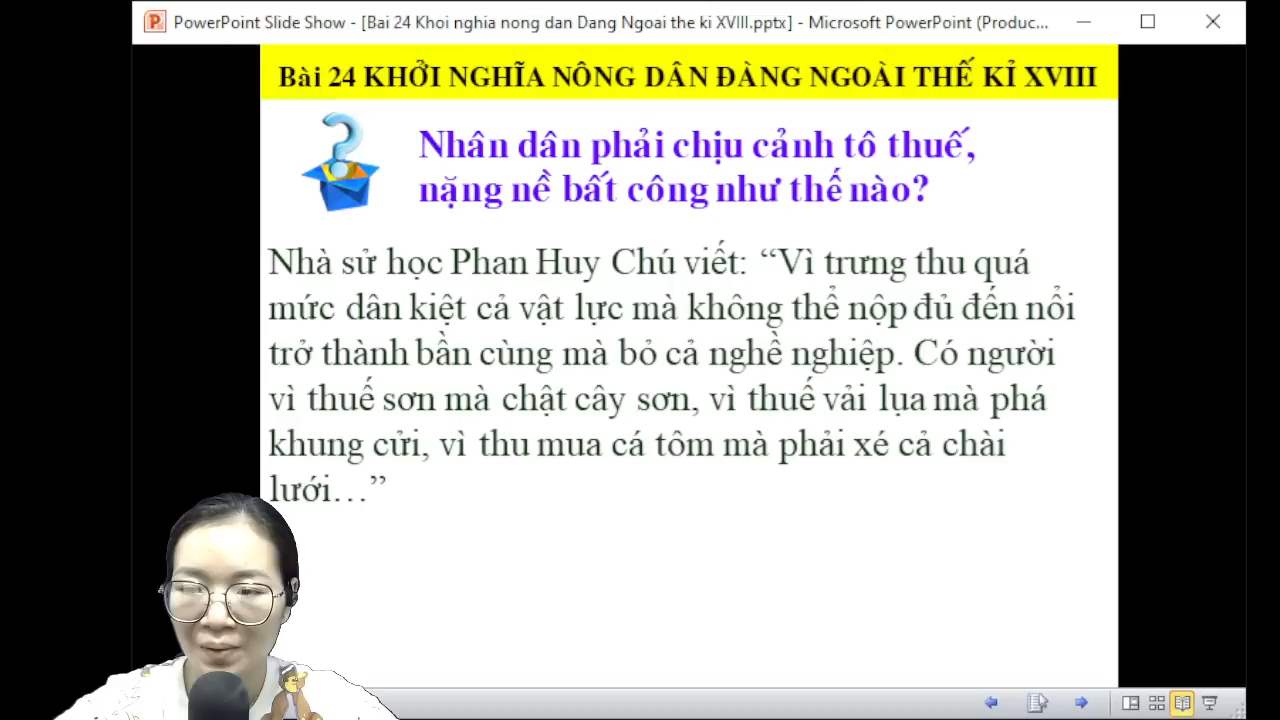 PowerPoint Slide Show - [Bai 24 Khoi nghia nong dan Dang Ngoai the ki XVIII.pptx] - Microsoft PowerPoint (Produc...
Bài 24 KHỞI NGHĨA NÔNG DÂN ĐÀNG NGOÀI THẾ KỈ XVIII
Nhân dân phải chịu cảnh tô thuế,
nặng nề bất công như thế nào?
Nhà sử học Phan Huy Chú viết: “Vì trưng thu quá
mức dân kiệt cả vật lực mà không thể nộp đủ đến nổi
trở thành bần cùng mà bỏ cả nghề nghiệp. Có người
vì thuế sơn mà chặt cây sơn, vì thuế vải lụa mà phá
khung cửi, vì thu mua cá tôm mà phải xé cả chài
lưới…”